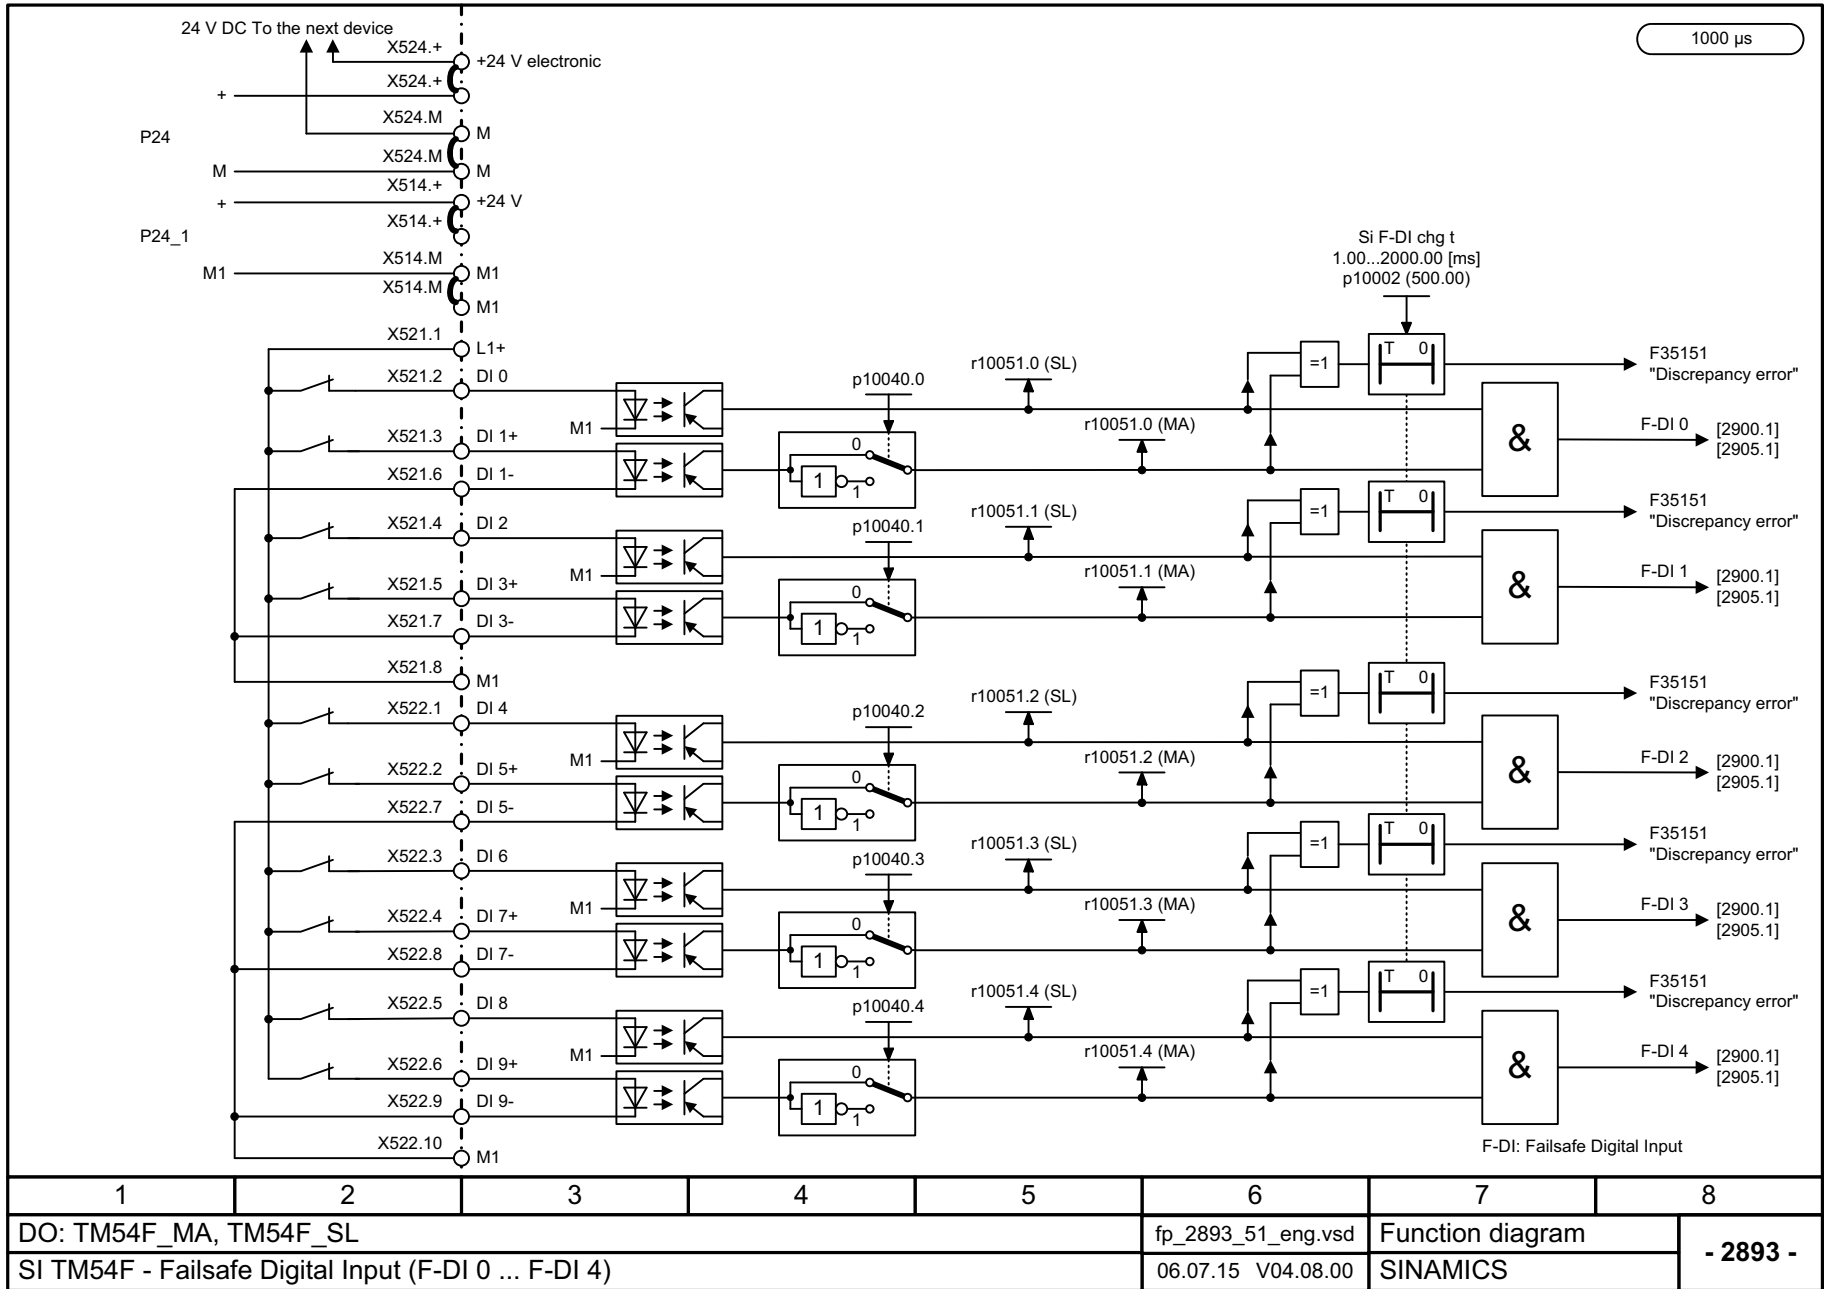 24 V DC To the next device
1000 µs
X524.+
+24 V electronic
X524.+
+
X524.M
M
P24
X524.M
M
M
X514.+
+
+24 V
X514.+
P24_1
X514.M
M1
M1
X514.M
M1
Si F-DI chg t
1.00...2000.00 [ms]
p10002 (500.00)
X521.1
L1+
X521.2
DI 0
M1
p10040.0
r10051.0 (SL)
=1
T 0
F35151
"Discrepancy error"
X521.3
DI 1+
0
1
1
r10051.0 (MA)
&
F-DI 0
[2900.1]
[2905.1]
X521.6
DI 1-
X521.4
DI 2
M1
p10040.1
r10051.1 (SL)
=1
T 0
F35151
"Discrepancy error"
X521.5
DI 3+
0
1
1
r10051.1 (MA)
&
F-DI 1
[2900.1]
[2905.1]
X521.7
DI 3-
X521.8
M1
X522.1
DI 4
M1
p10040.2
r10051.2 (SL)
=1
T 0
F35151
"Discrepancy error"
X522.2
DI 5+
0
1
1
r10051.2 (MA)
&
F-DI 2
[2900.1]
[2905.1]
X522.7
DI 5-
X522.3
DI 6
M1
p10040.3
r10051.3 (SL)
=1
T 0
F35151
"Discrepancy error"
X522.4
DI 7+
0
1
1
r10051.3 (MA)
&
F-DI 3
[2900.1]
[2905.1]
X522.8
DI 7-
X522.5
DI 8
M1
p10040.4
r10051.4 (SL)
=1
T 0
F35151
"Discrepancy error"
X522.6
DI 9+
0
1
1
r10051.4 (MA)
&
F-DI 4
[2900.1]
[2905.1]
X522.9
DI 9-
X522.10
M1
F-DI: Failsafe Digital Input
1 2 3 4 5 6 7 8
DO: TM54F_MA, TM54F_SL
fp_2893_51_eng.vsd
Function diagram
- 2893 -
SI TM54F - Failsafe Digital Input (F-DI 0 ... F-DI 4)
06.07.15 V04.08.00
SINAMICS